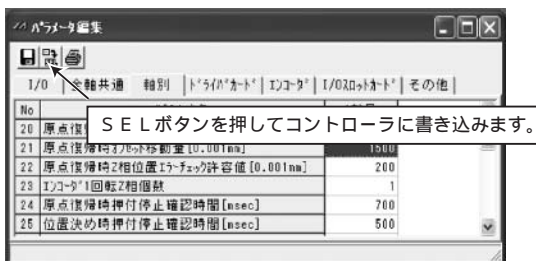 パラメータ編集
I/O 全軸共通 軸別 ドライバカード エンコーダ I/Oスロットカード その他
No
SELボタンを押してコントローラに書き込みます。
20 原点復帰
21 原点復帰時オフセット移動量[0.001mm] 1500
22 原点復帰時Z相位置エラーチェック許容値[0.001mm] 200
23 エンコーダ1回転Z相個数 1
24 原点復帰時押付停止確認時間[msec] 700
25 位置決め時押付停止確認時間[msec] 500